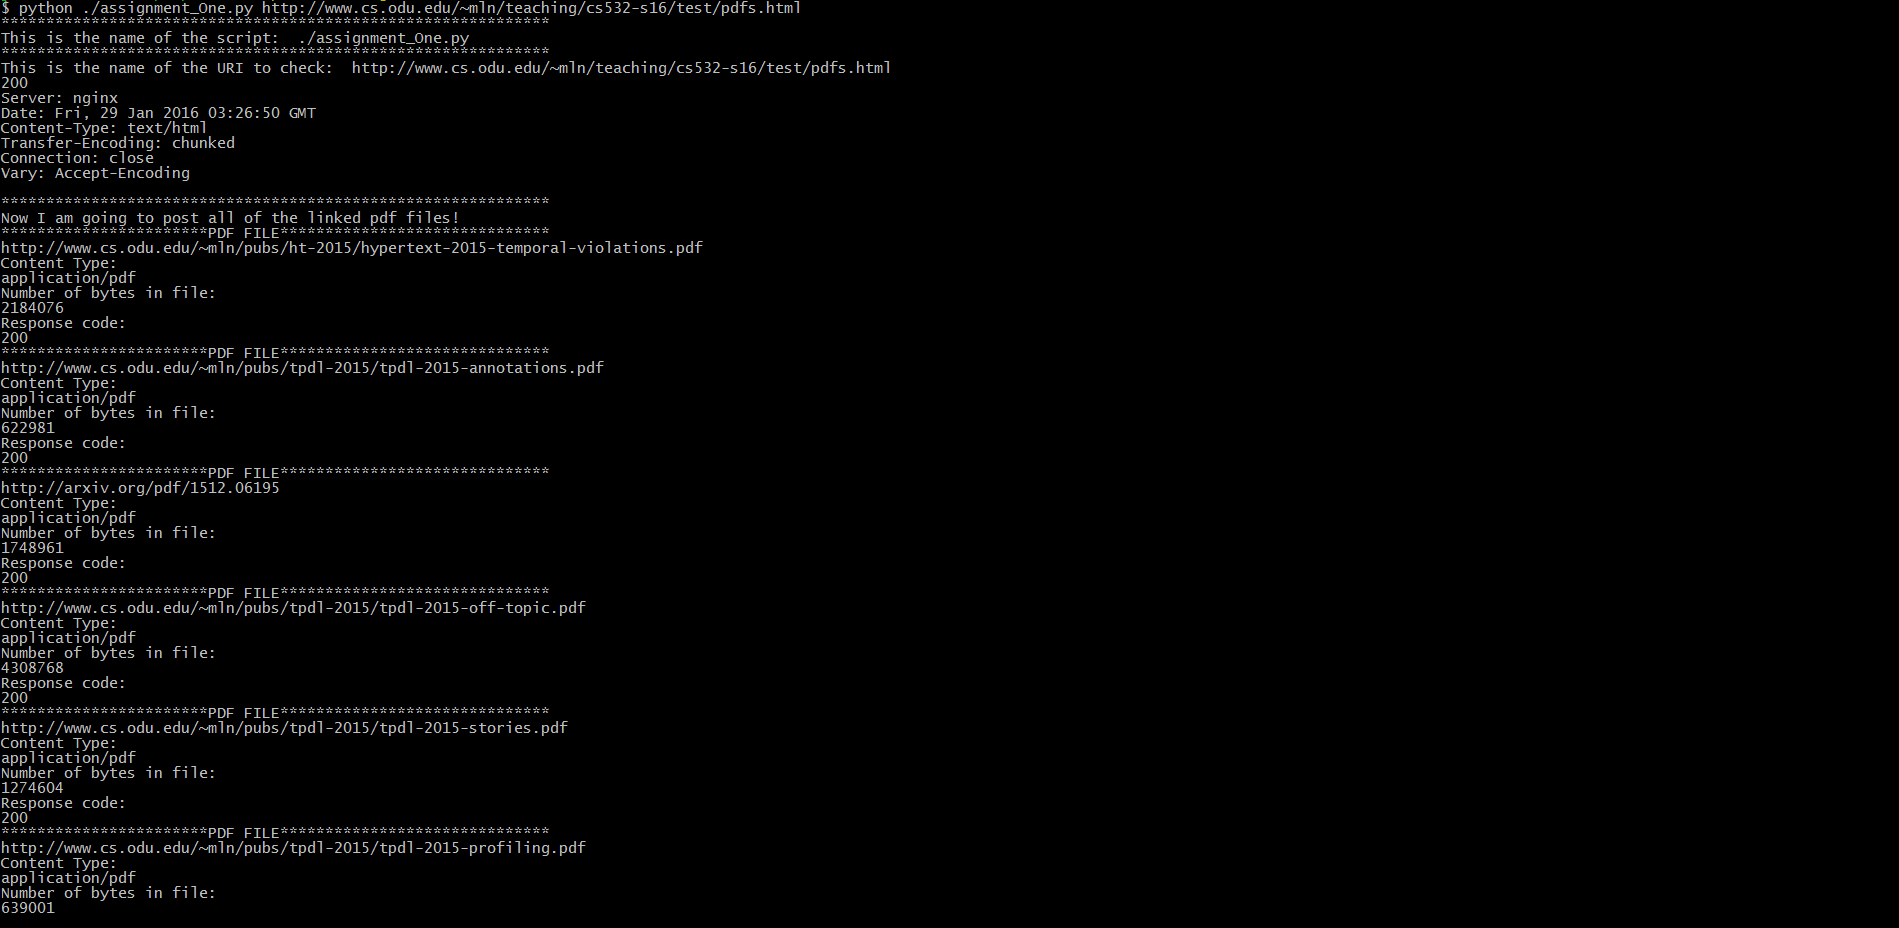 $ python ./assignment_One.py http://www.cs.odu.edu/~mln/teaching/cs532-s16/test/pdfs.html
*************************************************************
This is the name of the script:  ./assignment_One.py
*************************************************************
This is the name of the URI to check:  http://www.cs.odu.edu/~mln/teaching/cs532-s16/test/pdfs.html
200
Server: nginx
Date: Fri, 29 Jan 2016 03:26:50 GMT
Content-Type: text/html
Transfer-Encoding: chunked
Connection: close
Vary: Accept-Encoding

*************************************************************
Now I am going to post all of the linked pdf files!
***********************PDF FILE******************************
http://www.cs.odu.edu/~mln/pubs/ht-2015/hypertext-2015-temporal-violations.pdf
Content Type:
application/pdf
Number of bytes in file:
2184076
Response code:
200
***********************PDF FILE******************************
http://www.cs.odu.edu/~mln/pubs/tpdl-2015/tpdl-2015-annotations.pdf
Content Type:
application/pdf
Number of bytes in file:
622981
Response code:
200
***********************PDF FILE******************************
http://arxiv.org/pdf/1512.06195
Content Type:
application/pdf
Number of bytes in file:
1748961
Response code:
200
***********************PDF FILE******************************
http://www.cs.odu.edu/~mln/pubs/tpdl-2015/tpdl-2015-off-topic.pdf
Content Type:
application/pdf
Number of bytes in file:
4308768
Response code:
200
***********************PDF FILE******************************
http://www.cs.odu.edu/~mln/pubs/tpdl-2015/tpdl-2015-stories.pdf
Content Type:
application/pdf
Number of bytes in file:
1274604
Response code:
200
***********************PDF FILE******************************
http://www.cs.odu.edu/~mln/pubs/tpdl-2015/tpdl-2015-profiling.pdf
Content Type:
application/pdf
Number of bytes in file:
639001